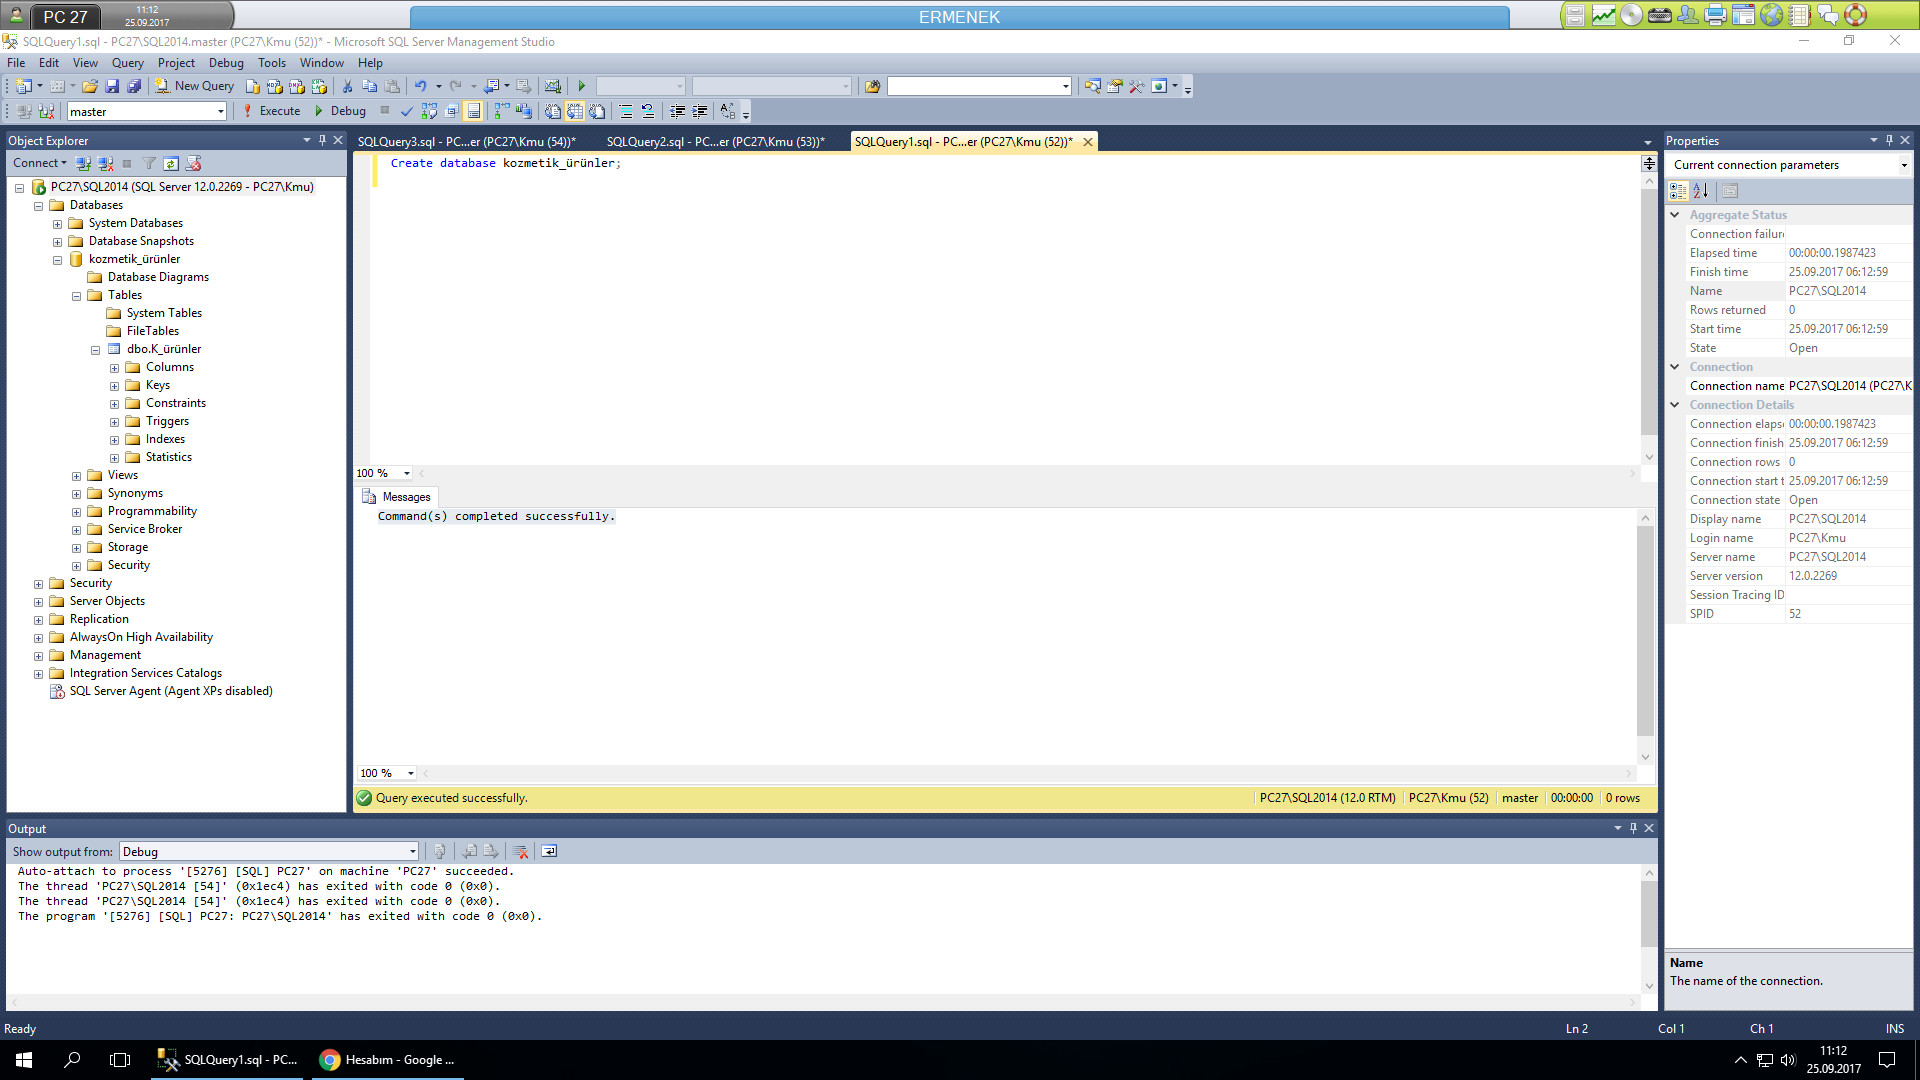 PC 27
11:12
25.09.2017
ERMENEK
SQLQuery1.sql - PC27\SQL2014.master (PC27\Kmu (52))* - Microsoft SQL Server Management Studio
File Edit View Query Project Debug Tools Window Help
New Query
master
Execute
Debug
Object Explorer
Connect
PC27\SQL2014 (SQL Server 12.0.2269 - PC27\Kmu)
Databases
System Databases
Database Snapshots
kozmetik_ürünler
Database Diagrams
Tables
System Tables
FileTables
dbo.K_ürünler
Columns
Keys
Constraints
Triggers
Indexes
Statistics
Views
Synonyms
Programmability
Service Broker
Storage
Security
Security
Server Objects
Replication
AlwaysOn High Availability
Management
Integration Services Catalogs
SQL Server Agent (Agent XPs disabled)
SQLQuery3.sql - PC...er (PC27\Kmu (54))*
SQLQuery2.sql - PC...er (PC27\Kmu (53))*
SQLQuery1.sql - PC...er (PC27\Kmu (52))*
Create database kozmetik_ürünler;
100 %
Messages
Command(s) completed successfully.
100 %
Query executed successfully.
PC27\SQL2014 (12.0 RTM)
PC27\Kmu (52)
master
00:00:00
0 rows
Properties
Current connection parameters
Aggregate Status
Connection failur
Elapsed time 00:00:00.1987423
Finish time 25.09.2017 06:12:59
Name PC27\SQL2014
Rows returned 0
Start time 25.09.2017 06:12:59
State Open
Connection
Connection name PC27\SQL2014 (PC27\K
Connection Details
Connection elaps 00:00:00.1987423
Connection finish 25.09.2017 06:12:59
Connection rows 0
Connection start t 25.09.2017 06:12:59
Connection state Open
Display name PC27\SQL2014
Login name PC27\Kmu
Server name PC27\SQL2014
Server version 12.0.2269
Session Tracing ID
SPID 52
Name
The name of the connection.
Output
Show output from: Debug
Auto-attach to process '[5276] [SQL] PC27' on machine 'PC27' succeeded.
The thread 'PC27\SQL2014 [54]' (0x1ec4) has exited with code 0 (0x0).
The thread 'PC27\SQL2014 [54]' (0x1ec4) has exited with code 0 (0x0).
The program '[5276] [SQL] PC27: PC27\SQL2014' has exited with code 0 (0x0).
Ready
Ln 2
Col 1
Ch 1
INS
SQLQuery1.sql - PC...
Hesabım - Google ...
11:12
25.09.2017